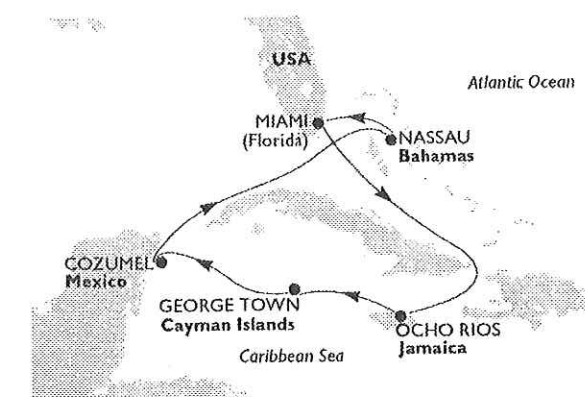 USA
Atlantic Ocean
MIAMI
(Florida)
NASSAU
Bahamas
COZUMEL
Mexico
GEORGE TOWN
Cayman Islands
OCHO RIOS
Jamaica
Caribbean Sea